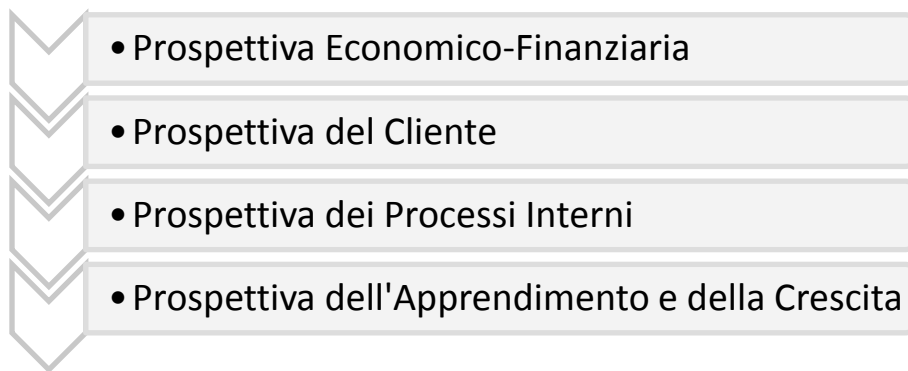 •Prospettiva Economico-Finanziaria
•Prospettiva del Cliente
•Prospettiva dei Processi Interni
•Prospettiva dell'Apprendimento e della Crescita